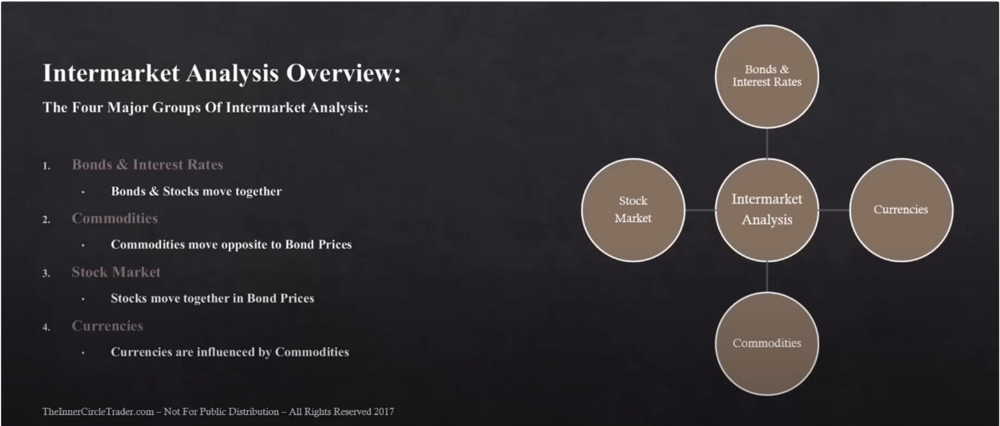 Intermarket Analysis Overview:
The Four Major Groups Of Intermarket Analysis:
1. Bonds & Interest Rates
• Bonds & Stocks move together
2. Commodities
• Commodities move opposite to Bond Prices
3. Stock Market
• Stocks move together in Bond Prices
4. Currencies
• Currencies are influenced by Commodities
TheInnerCircleTrader.com – Not For Public Distribution – All Rights Reserved 2017
Bonds &
Interest Rates
Stock
Market
Intermarket
Analysis
Currencies
Commodities